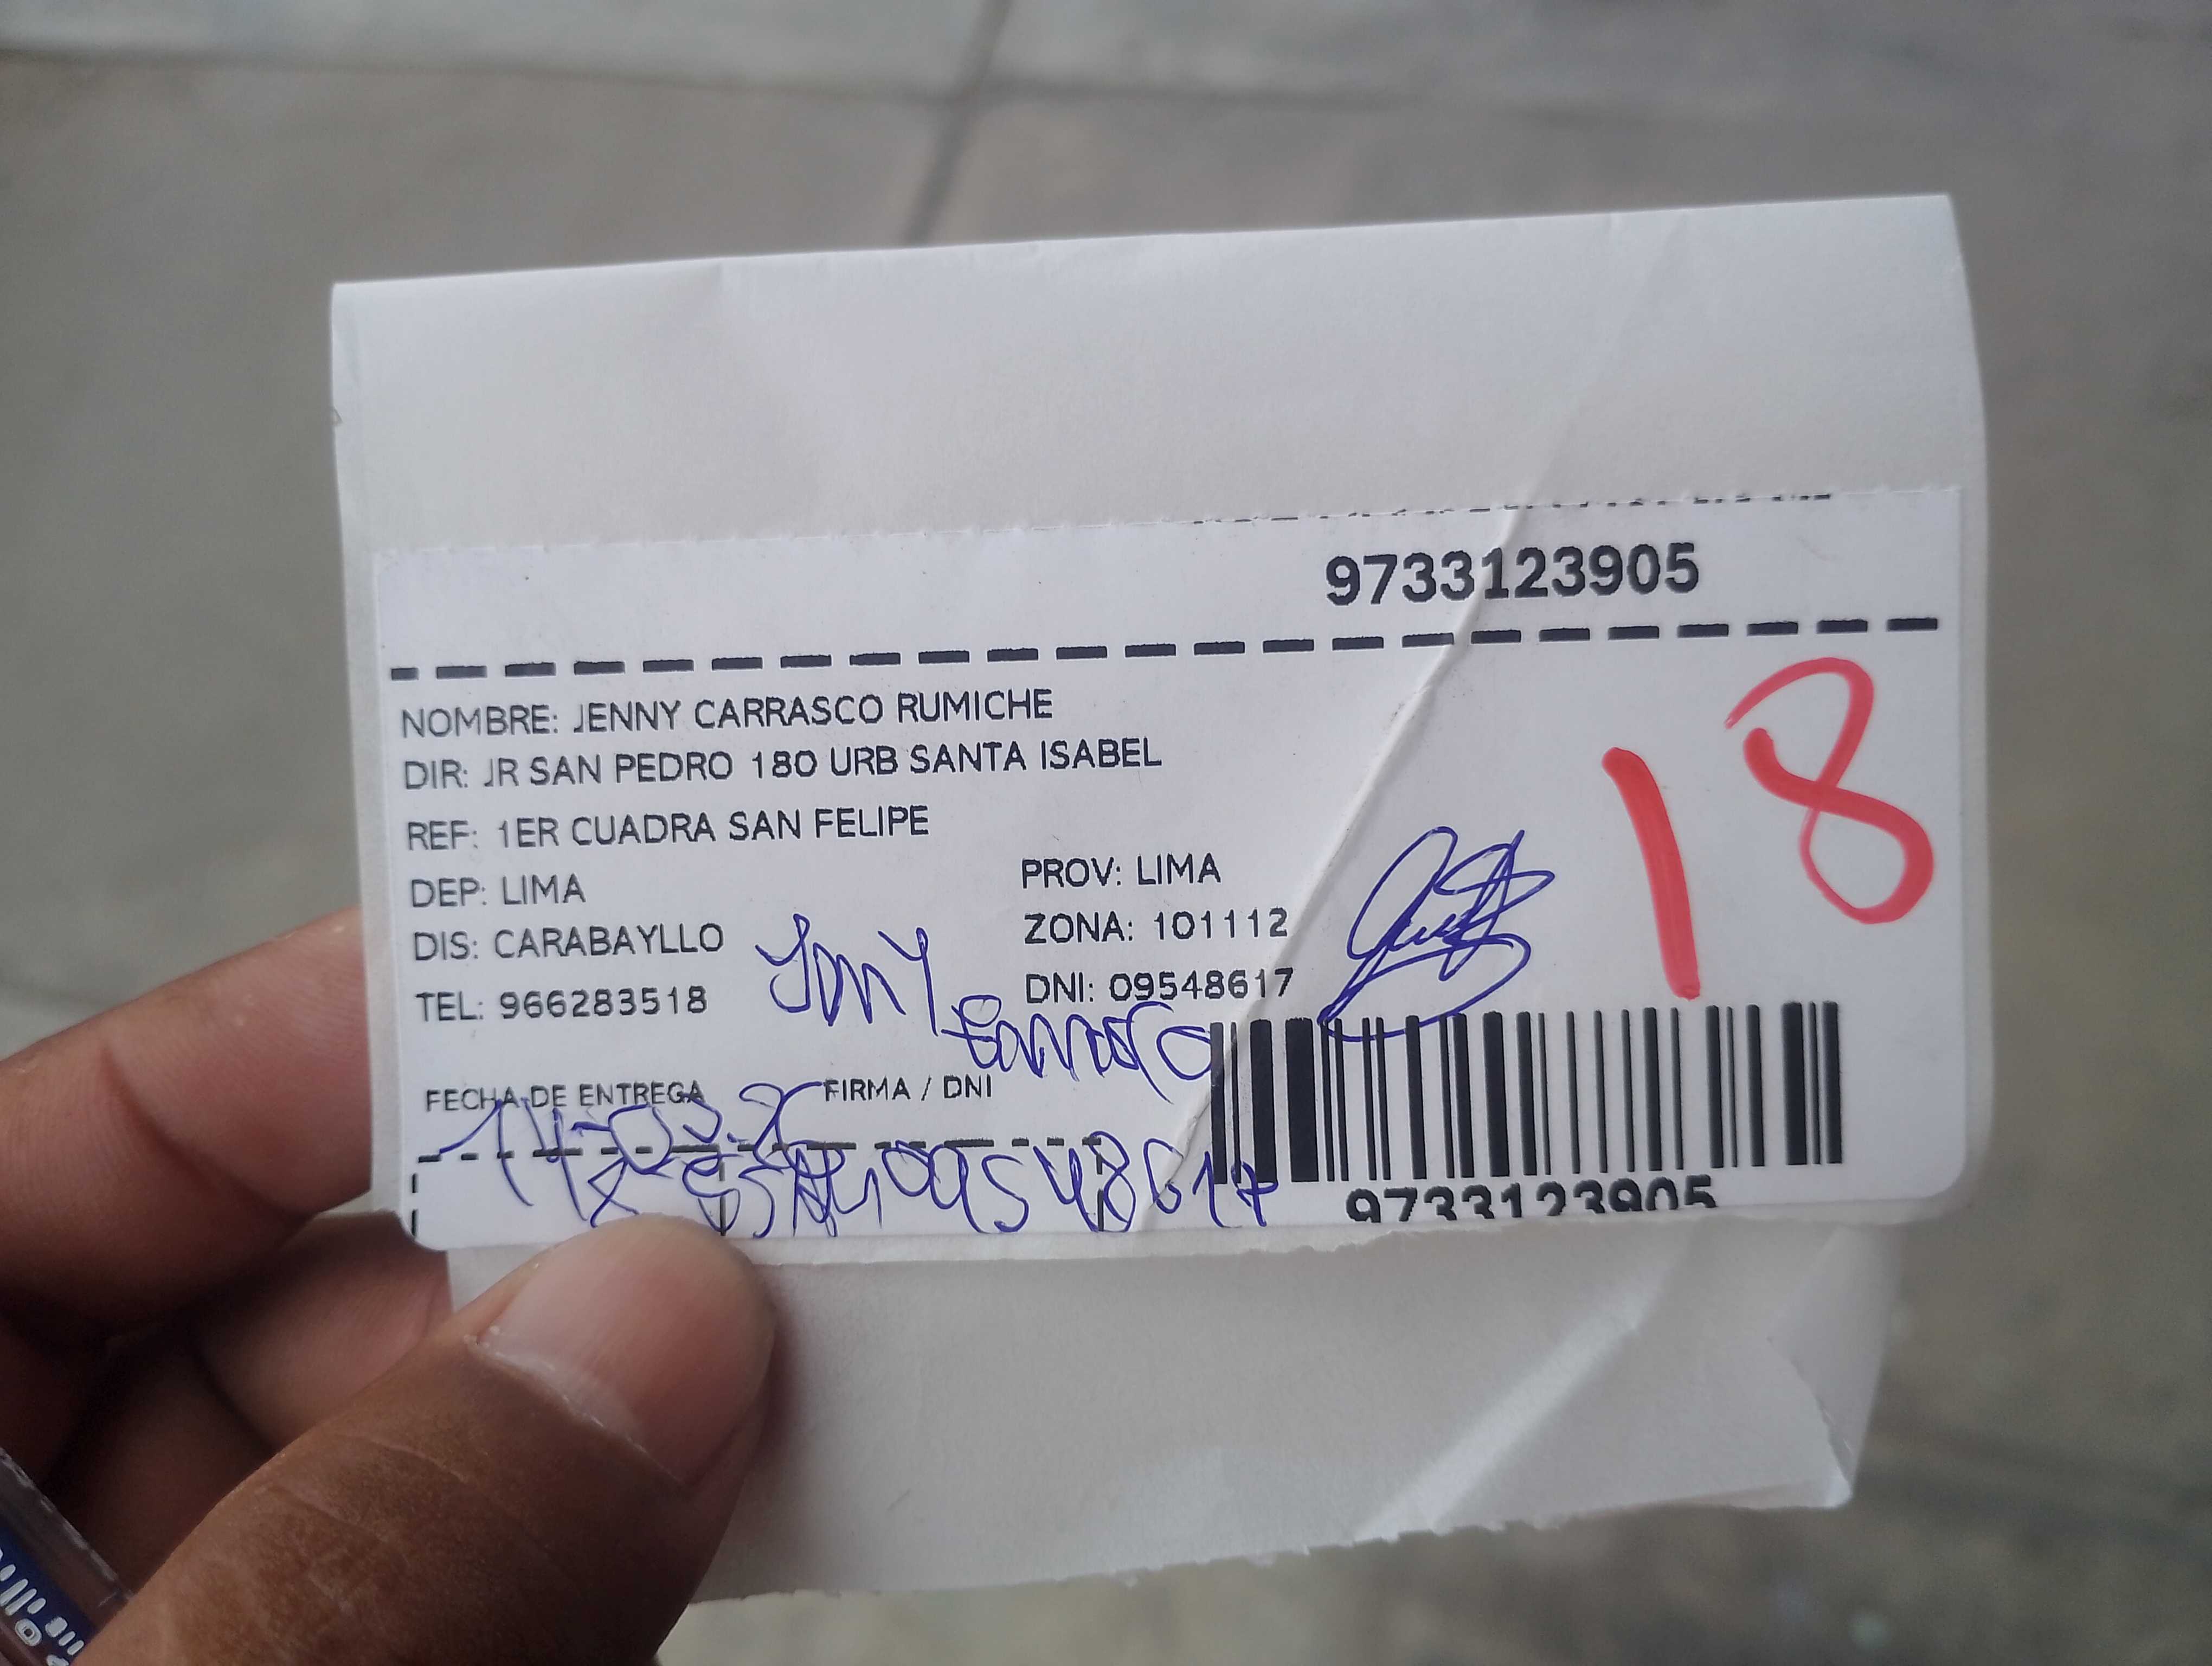 9733123905
NOMBRE: JENNY CARRASCO RUMICHE
DIR: JR SAN PEDRO 180 URB SANTA ISABEL
REF: 1ER CUADRA SAN FELIPE
DEP: LIMA
PROV: LIMA
DIS: CARABAYLLO
ZONA: 101112
TEL: 966283518
DNI: 09548617
18
FECHA DE ENTREGA
FIRMA / DNI
09548617
9733123905